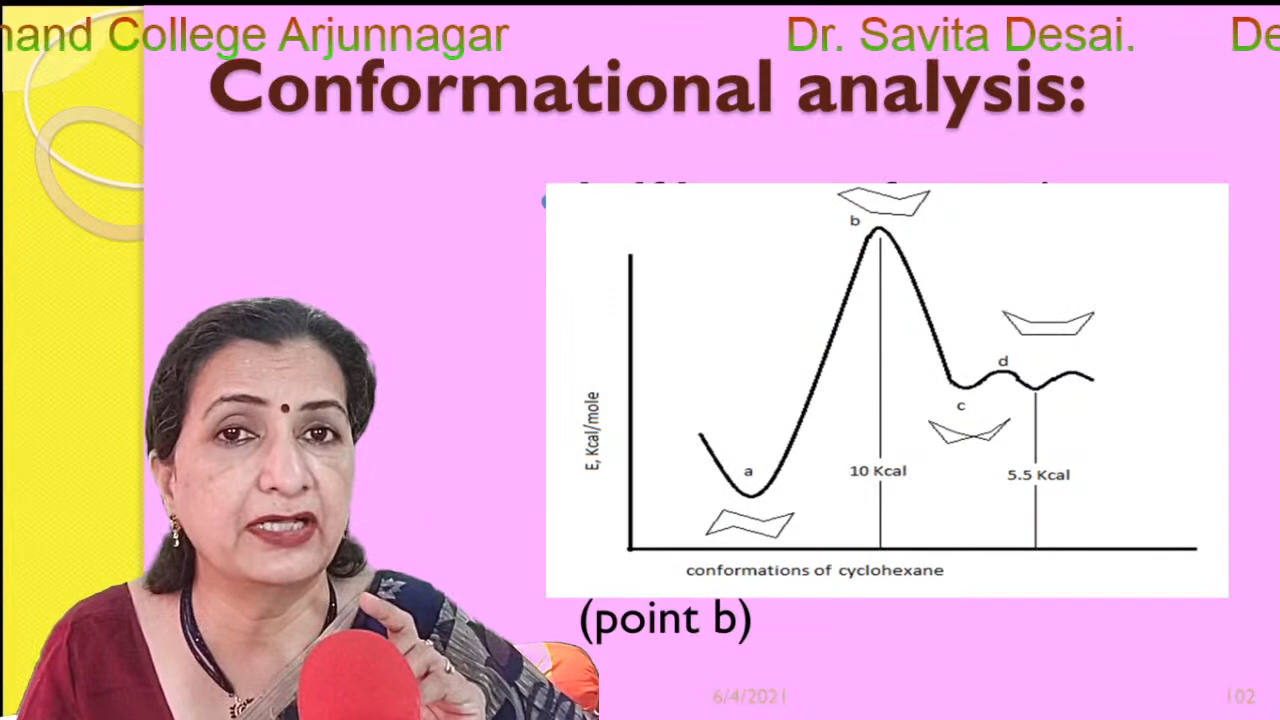 hand College Arjunnagar Dr. Savita Desai. De
Conformational analysis:
b
d
c
a
E, Kcal/mole
10 Kcal
5.5 Kcal
conformations of cyclohexane
(point b)
6/4/2021 102